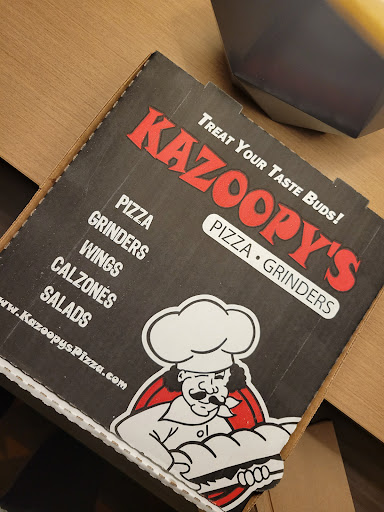 TREAT YOUR TASTE BUDS!
KAZOOPY'S
PIZZA • GRINDERS
PIZZA
GRINDERS
WINGS
CALZONES
SALADS
www.KazoopysPizza.com